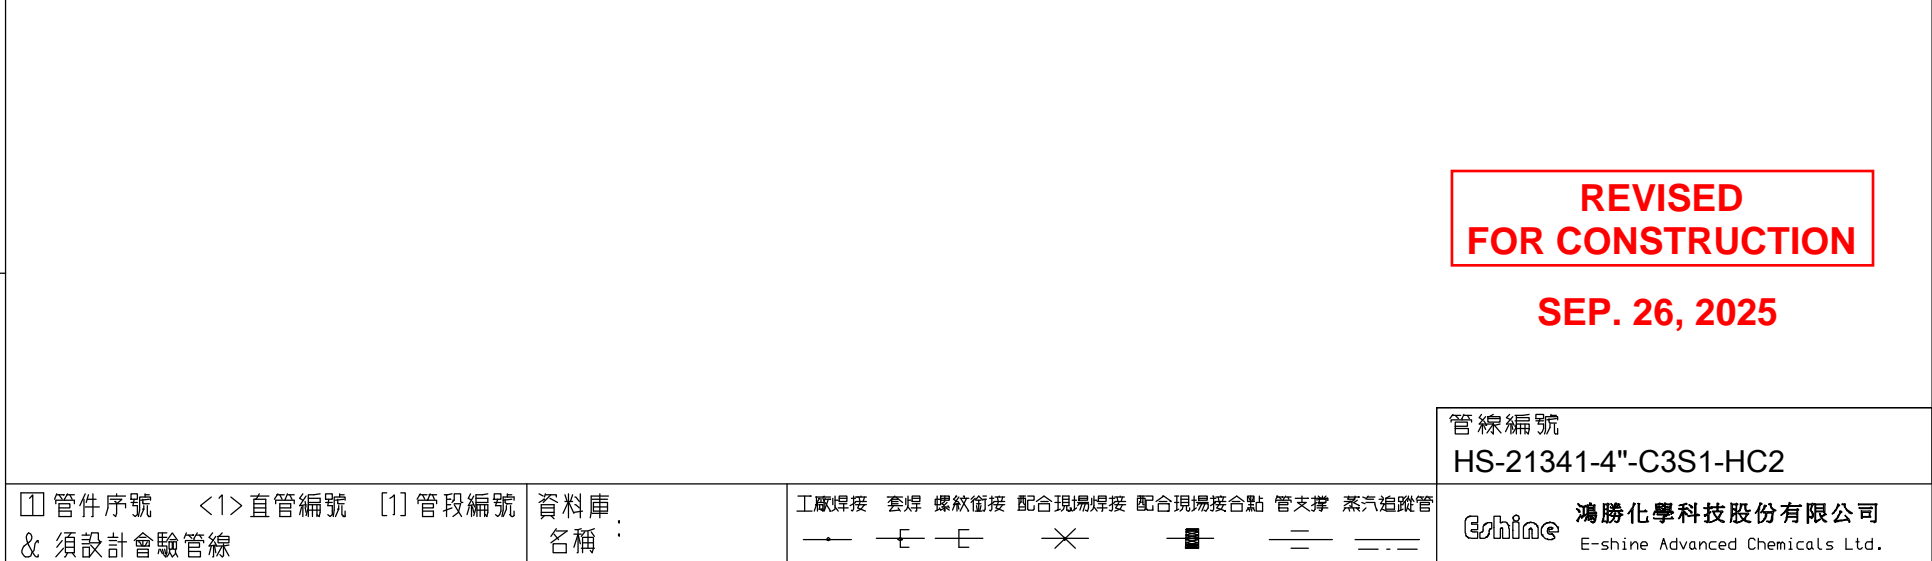 REVISED
FOR CONSTRUCTION
SEP. 26, 2025
管線編號
HS-21341-4"-C3S1-HC2
1 管件序號 <1>直管編號 [1]管段編號
& 須設計會驗管線
資料庫
名稱 :
工廠焊接 套焊 螺紋銜接 配合現場焊接 配合現場接合點 管支撐 蒸汽追蹤管
Eshine
鴻勝化學科技股份有限公司
E-shine Advanced Chemicals Ltd.